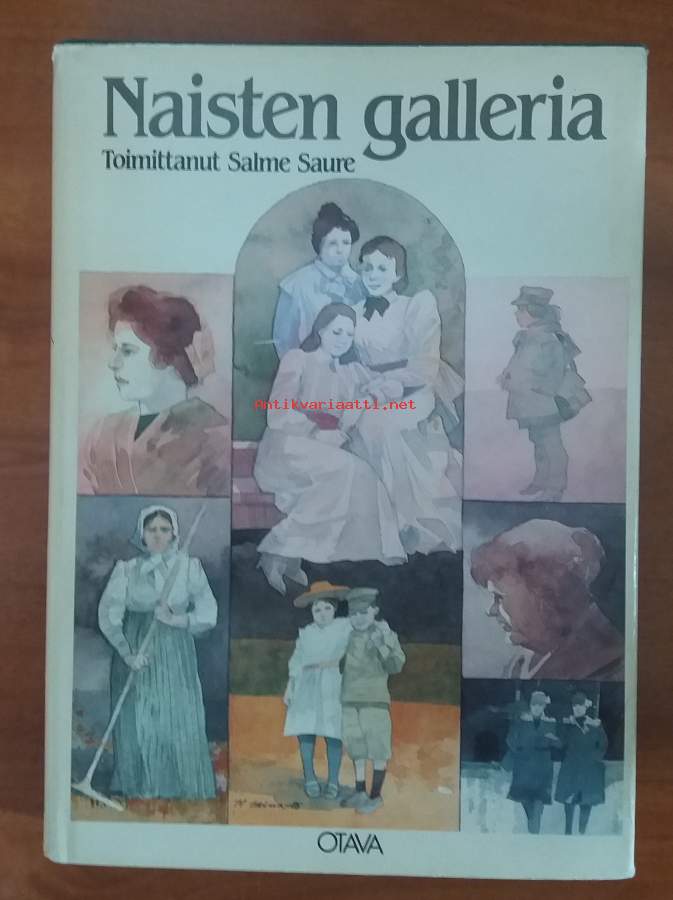 Naisten galleria
Toimittanut Salme Saure
Antikvariaatti.net
OTAVA